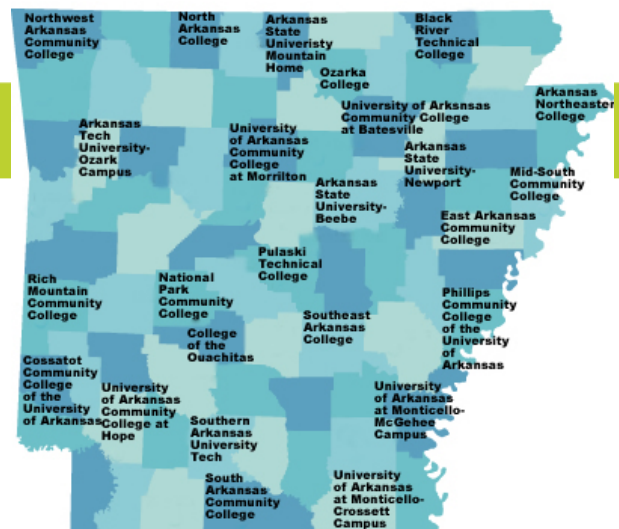 Northwest
Arkansas
Community
College
North
Arkansas
College
Arkansas
State
Univeristy
Mountain
Home
Black
River
Technical
College
Ozarka
College
Arkansas
Northeaster
College
University of Arksnsas
Community College
at Batesville
Arkansas
Tech
University-
Ozark
Campus
University
of Arkansas
Community
College
at Morrilton
Arkansas
State
University-
Newport
Mid-South
Community
College
Arkansas
State
University-
Beebe
East Arkansas
Community
College
Pulaski
Technical
College
Rich
Mountain
Community
College
National
Park
Community
College
Phillips
Community
College
of the
University
of
Arkansas
Southeast
Arkansas
College
College
of the
Ouachitas
Cossatot
Community
College
of the
University
of Arkansas
University
of Arkansas
Community
College at
Hope
University
of Arkansas
at Monticello-
McGehee
Campus
Southern
Arkansas
University
Tech
South
Arkansas
Community
College
University
of Arkansas
at Monticello-
Crossett
Campus